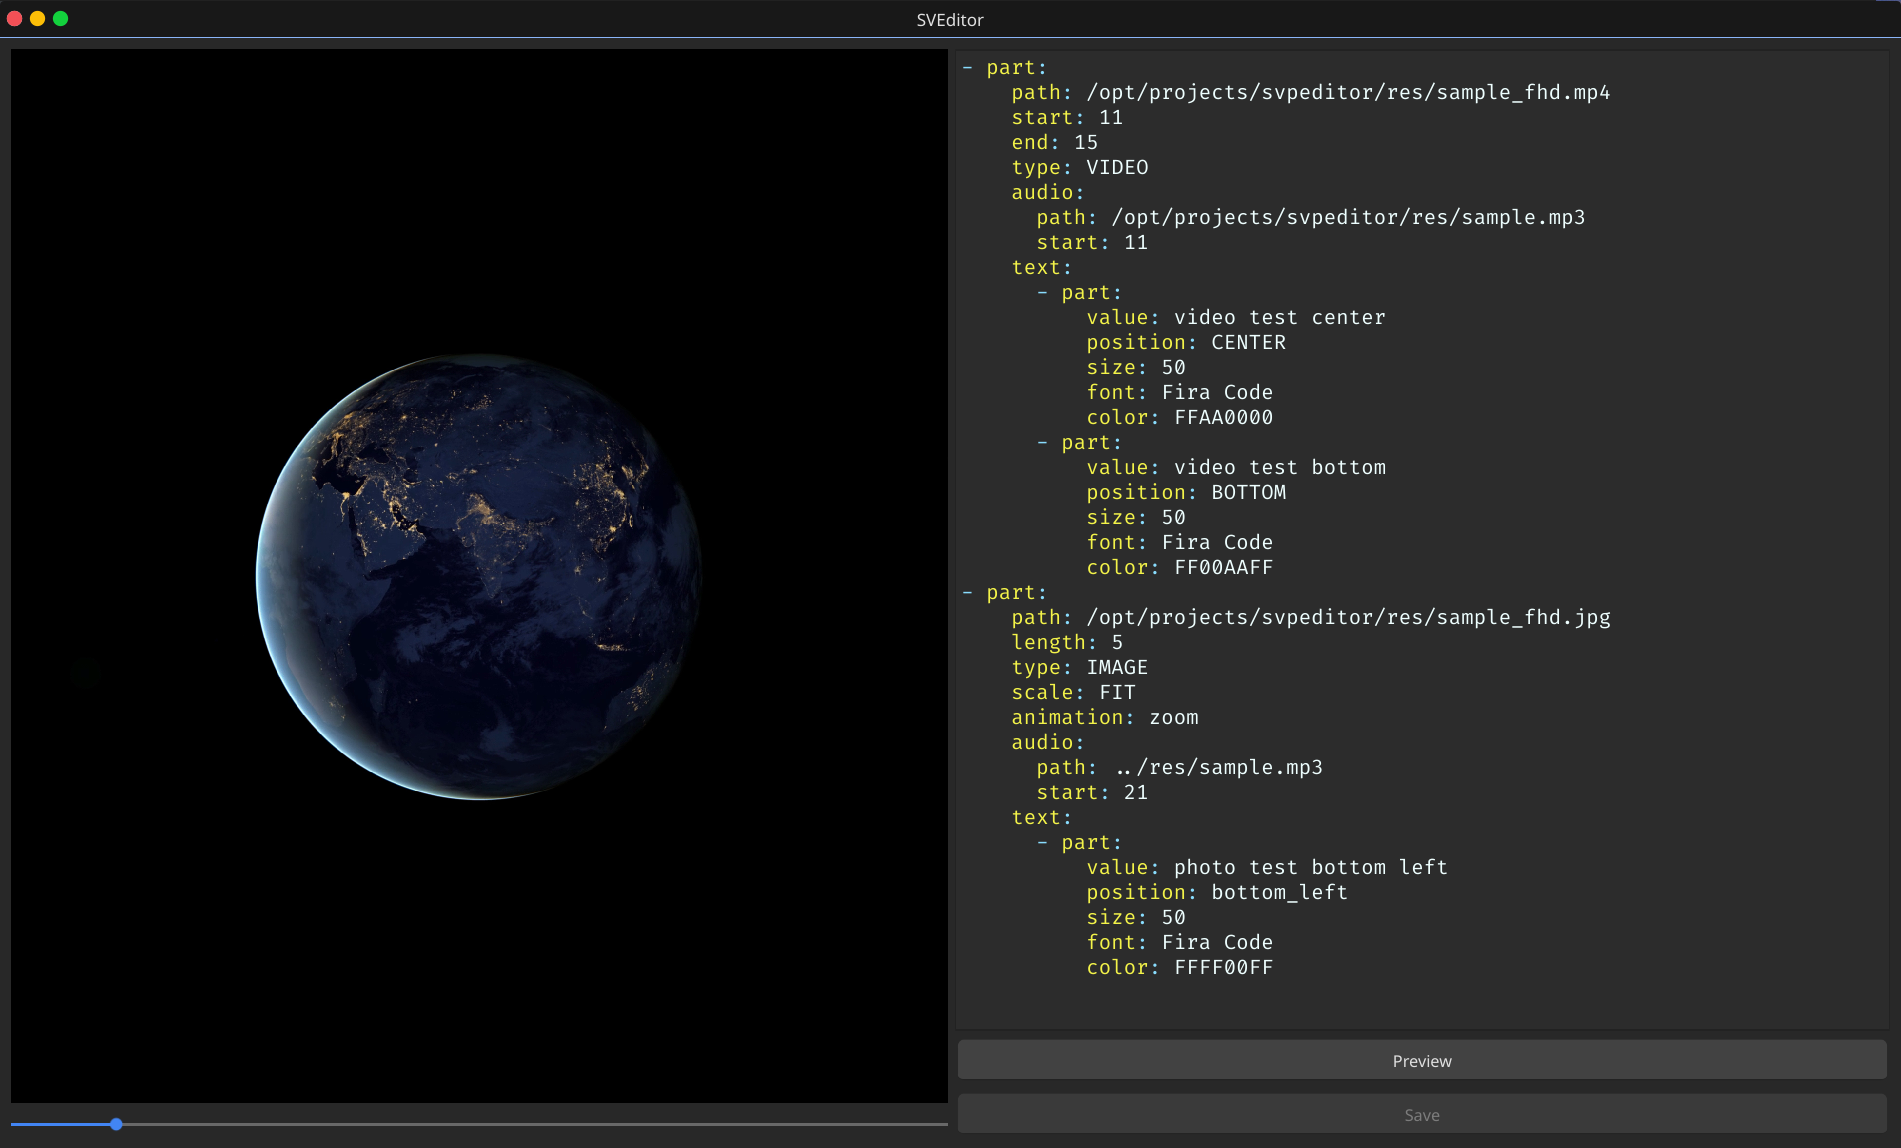 SVEditor
- part:
    path: /opt/projects/svpeditor/res/sample_fhd.mp4
    start: 11
    end: 15
    type: VIDEO
    audio:
      path: /opt/projects/svpeditor/res/sample.mp3
      start: 11
    text:
      - part:
          value: video test center
          position: CENTER
          size: 50
          font: Fira Code
          color: FFAA0000
      - part:
          value: video test bottom
          position: BOTTOM
          size: 50
          font: Fira Code
          color: FF00AAFF
- part:
    path: /opt/projects/svpeditor/res/sample_fhd.jpg
    length: 5
    type: IMAGE
    scale: FIT
    animation: zoom
    audio:
      path: ../res/sample.mp3
      start: 21
    text:
      - part:
          value: photo test bottom left
          position: bottom_left
          size: 50
          font: Fira Code
          color: FFFF00FF
Preview
Save